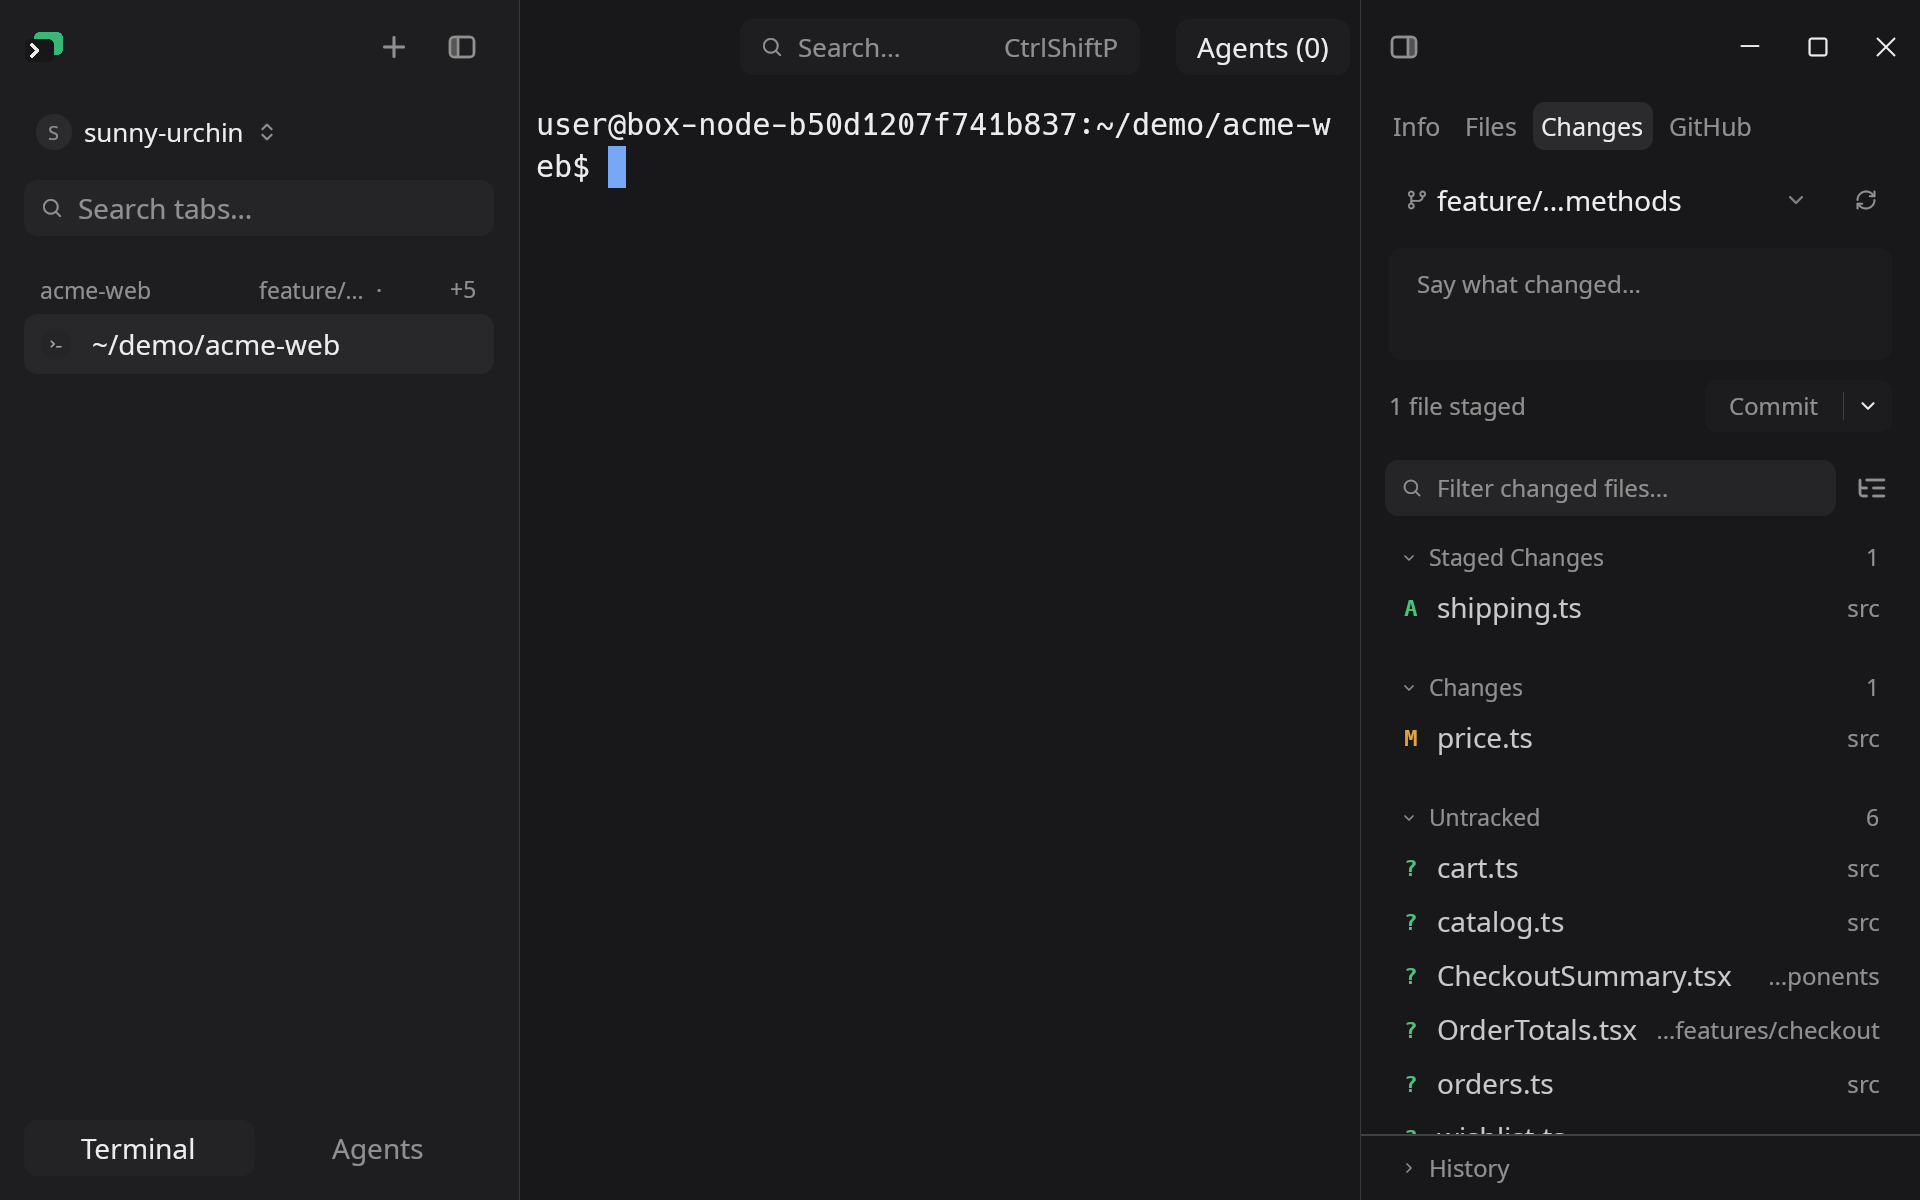 Search...
CtrlShiftP
Agents (0)
S
sunny-urchin
Search tabs...
acme-web
feature/... ·
+5
~/demo/acme-web
Terminal
Agents
user@box-node-b50d1207f741b837:~/demo/acme-w
eb$
Info
Files
Changes
GitHub
feature/...methods
Say what changed...
1 file staged
Commit
Filter changed files...
Staged Changes
1
A shipping.ts src
Changes
1
M price.ts src
Untracked
6
? cart.ts src
? catalog.ts src
? CheckoutSummary.tsx ...ponents
? OrderTotals.tsx ...features/checkout
? orders.ts src
? wishlist.ts
History